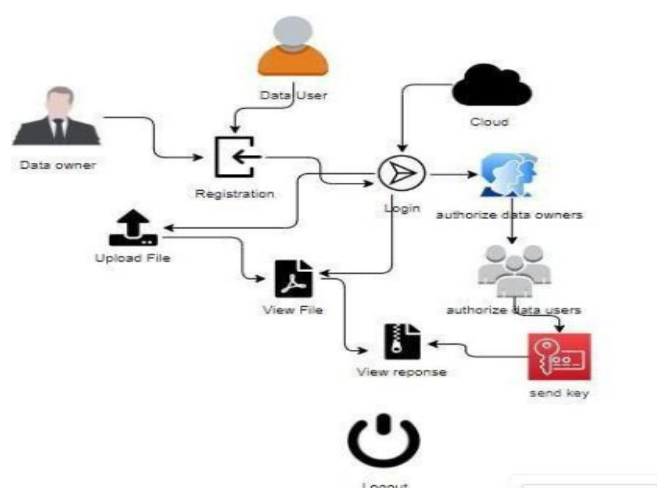 Data User
Cloud
Data owner
Registration
Login
authorize data owners
Upload File
View File
authorize data users
View reponse
send key
Logout